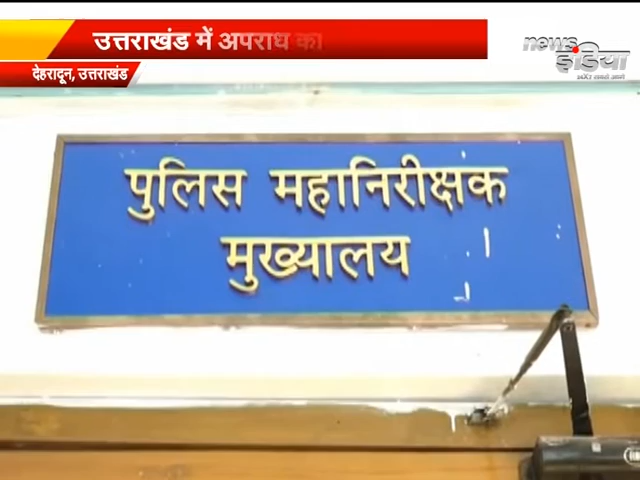 उत्तराखंड में अपराध का
news
इंडिया
देहरादून, उत्तराखंड
पुलिस महानिरीक्षक
मुख्यालय